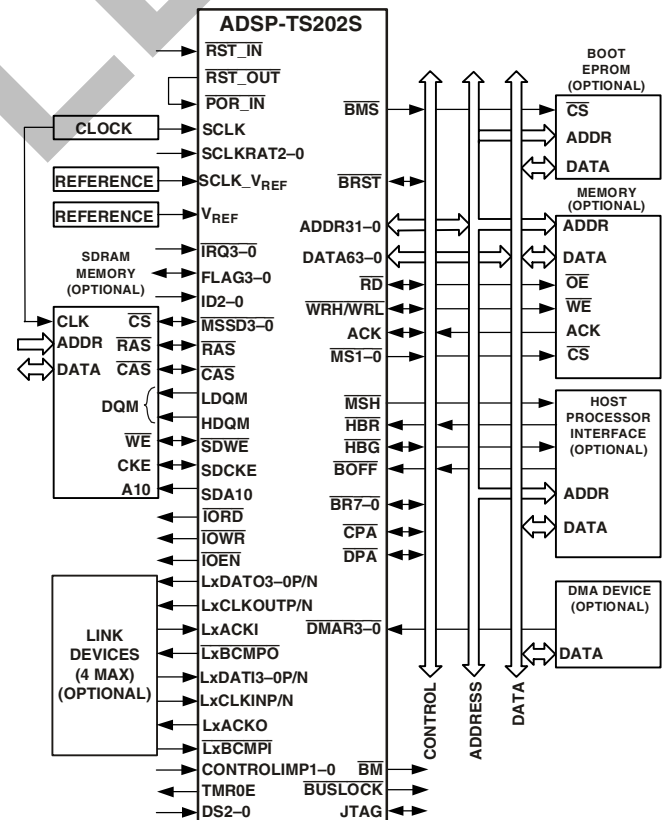 ADSP-TS202S
RST_IN
RST_OUT
POR_IN
CLOCK
SCLK
SCLKRAT2–0
REFERENCE
SCLK_VREF
REFERENCE
VREF
IRQ3–0
FLAG3–0
ID2–0
SDRAM
MEMORY
(OPTIONAL)
CLK
CS
MSSD3–0
ADDR
RAS
RAS
DATA
CAS
CAS
DQM
LDQM
HDQM
WE
SDWE
CKE
SDCKE
A10
SDA10
IORD
IOWR
IOEN
LINK
DEVICES
(4 MAX)
(OPTIONAL)
LxDATO3–0P/N
LxCLKOUTP/N
LxACKI
LxBCMPO
LxDATI3–0P/N
LxCLKINP/N
LxACKO
LxBCMPI
CONTROLIMP1–0
TMR0E
DS2–0
BMS
BRST
ADDR31–0
DATA63–0
RD
WRH/WRL
ACK
MS1–0
MSH
HBR
HBG
BOFF
BR7–0
CPA
DPA
DMAR3–0
BM
BUSLOCK
JTAG
CONTROL
ADDRESS
DATA
BOOT
EPROM
(OPTIONAL)
CS
ADDR
DATA
MEMORY
(OPTIONAL)
ADDR
DATA
OE
WE
ACK
CS
HOST
PROCESSOR
INTERFACE
(OPTIONAL)
ADDR
DATA
DMA DEVICE
(OPTIONAL)
DATA